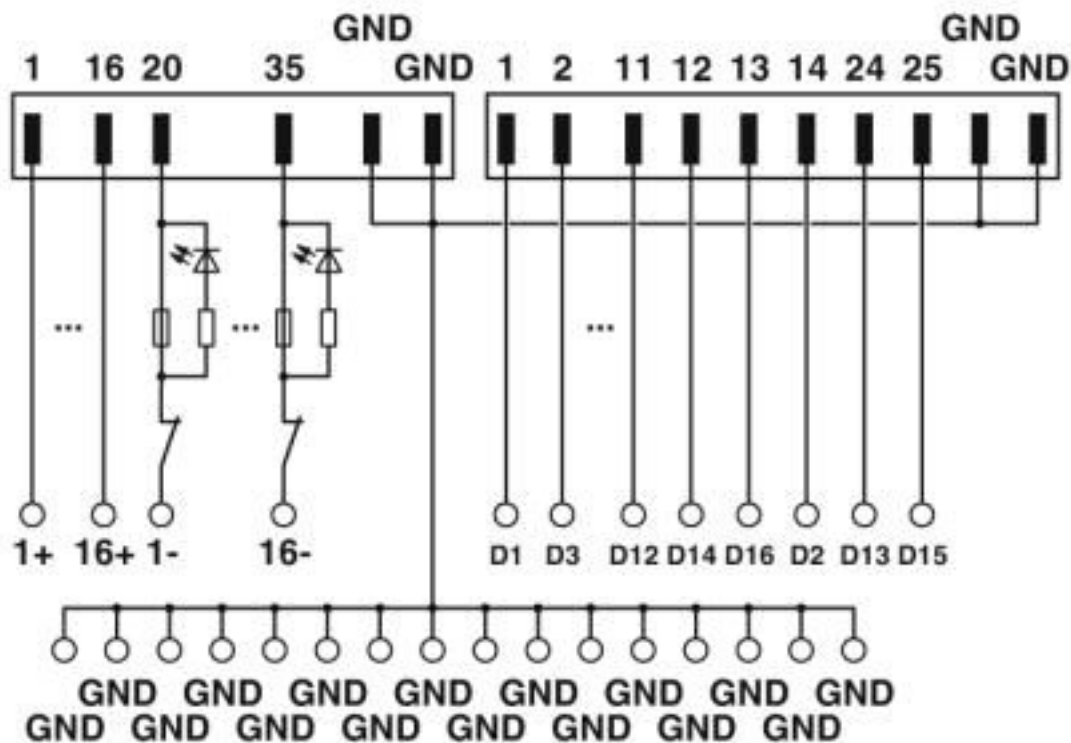 GND GND
1 16 20 35 GND 1 2 11 12 13 14 24 25 GND
... ... ...
1+ 16+ 1- 16- D1 D3 D12 D14 D16 D2 D13 D15
GND GND GND GND GND GND GND GND
GND GND GND GND GND GND GND GND